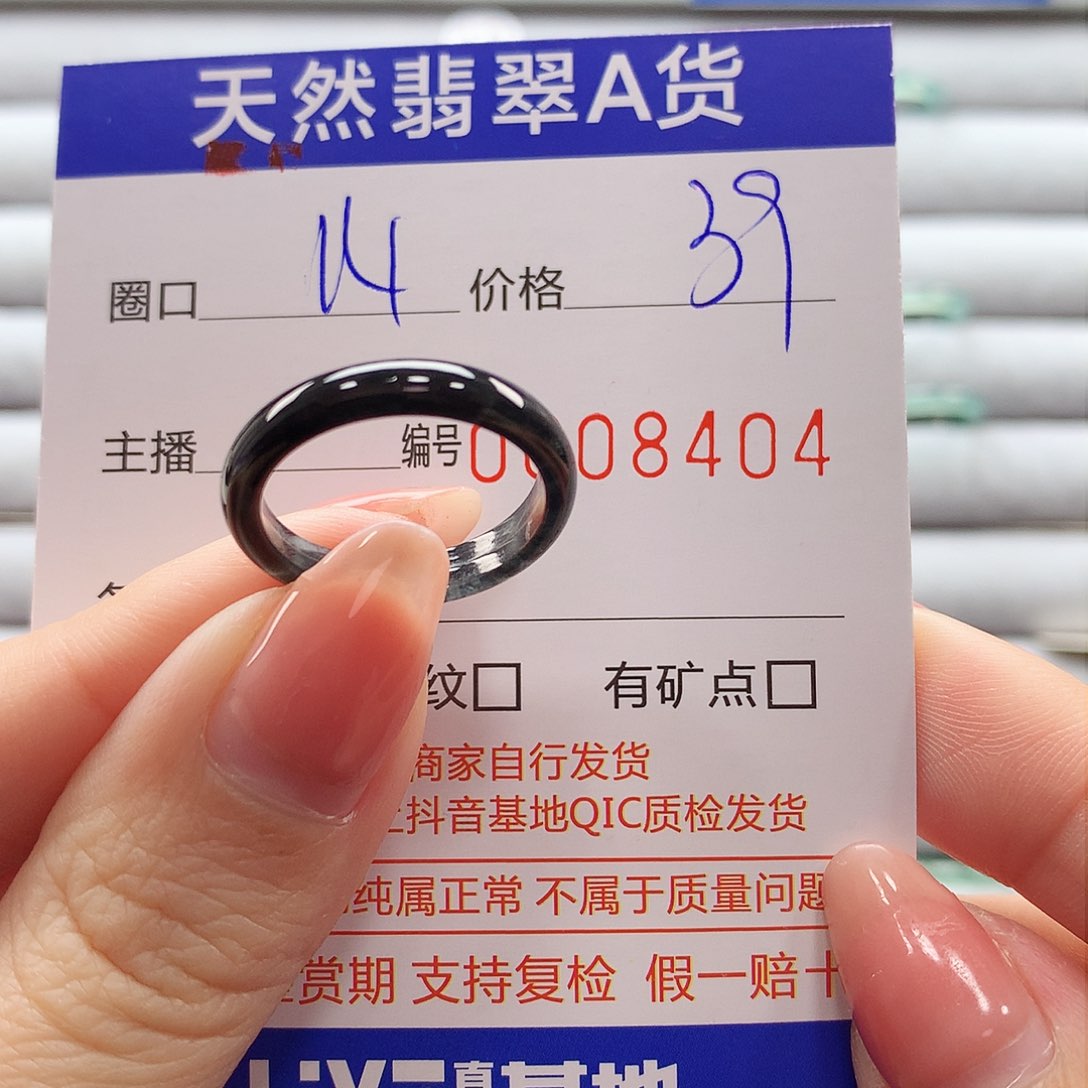 天然翡翠A货
圈口 14 价格 39
主播 编号 0008404
纹□ 有矿点□
商家自行发货
抖音基地QIC质检发货
纯属正常 不属于质量问题
赏期 支持复检 假一赔十
基地